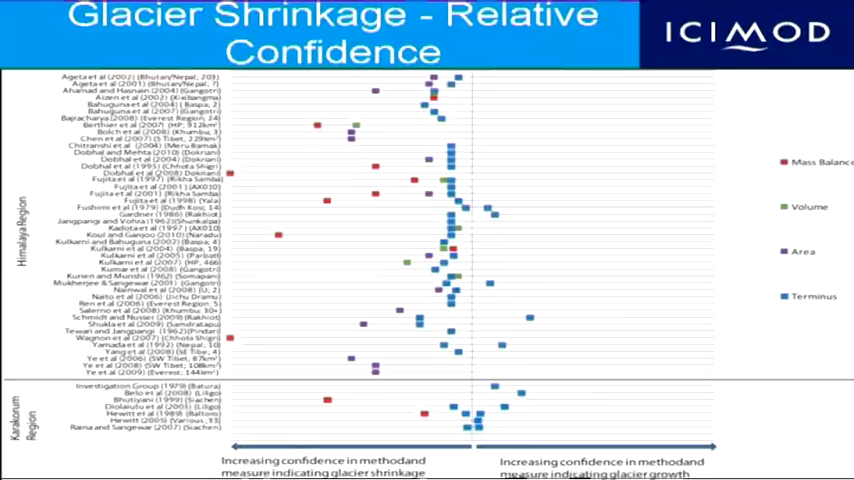 Glacier Shrinkage - Relative
Confidence
ICIMOD
Ageta et al (2002) (Bhutan/Nepal; 203)
Ageta et al (2001) (Bhutan/Nepal; 7)
Ahamad and Hasnain (2004) (Gangotri)
Aizen et al (2002) (Xixibangma)
Bahuguna et al (2004) ( Baspa; 2)
Bahuguna et al (2007) (Gangotri)
Bajracharya (2008) (Everest Region, 24)
Berthier et al (2007) (HP; 912km²)
Bolch et al (2008) (Khumbu; 3)
Chen et al (2007) (S Tibet, 229km²)
Chitranshi et al (2004) (Meru Bamak)
Dobhal and Mehta (2010) (Dokriani)
Dobhal et al (2004) (Dokriani)
Dobhal et al (1995) (Chhota Shigri)
Dobhal et al (2008) Dokriani)
Fujita et al (1997) (Rikha Samba)
Fujita et al (2001) (AX010)
Fujita et al (2001) (Rikha Samba)
Fujita et al (1998) (Yala)
Fushimi et al (1979) (Dudh Kosi; 14)
Gardner (1986) (Rakhiot)
Jangpangi and Vohra (1962)(Shunkalpa)
Kadota et al (1997) (AX010)
Koul and Ganjoo (2010) (Naradu)
Kulkarni and Bahuguna (2002) (Baspa; 4)
Kulkarni et al (2004) (Baspa, 19)
Kulkarni et al (2005) (Parbati)
Kulkarni et al (2007) (HP, 466)
Kumar et al (2008) (Gangotri)
Kurien and Munshi (1962) (Somapani)
Mukherjee & Sangewar (2001) (Gangotri)
Nainwal et al (2008) (U; 2)
Naito et al (2006) (Jichu Dramu)
Ren et al (2006) (Everest Region, 5)
Salerno et al (2008) (Khumbu; 30+)
Schmidt and Nusser (2009) (Rakhiot)
Shukla et al (2009) (Samdratapu)
Tewari and Jangpangi (1962)(Pindari)
Wagnon et al (2007) (Chhota Shigri)
Yamada et al (1992) (Nepal; 10)
Yang et al (2008) (SE Tibe; 4)
Ye et al (2006) (SW Tibet, 87km²)
Ye et al (2008) (SW Tibet; 108km²)
Ye et al (2009) (Everest; 144km²)
Investigation Group (1979) (Batura)
Belo et al (2008) (Liligo)
Bhutiyani (1999) (Siachen)
Diolaiutu et al (2003) (Liligo)
Hewitt et al (1989) (Baltoro)
Hewitt (2005) (Various ;33)
Raina and Sangewar (2007) (Siachen)
Himalaya Region
Karakorum
Region
Mass Balance
Volume
Area
Terminus
Increasing confidence in methodand
measure indicating glacier shrinkage
Increasing confidence in methodand
measure indicating glacier growth